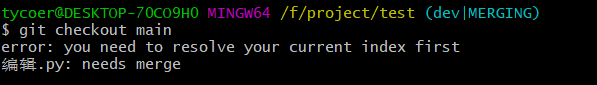 tycoer@DESKTOP-7OCO9H0 MINGW64 /f/project/test (dev|MERGING)
$ git checkout main
error: you need to resolve your current index first
编辑.py: needs merge